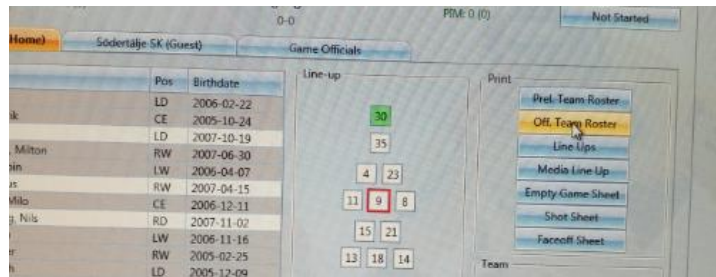 0-0
PIM: 0 (0)
Not Started
Home)
Södertälje SK (Guest)
Game Officials
Pos Birthdate
LD 2006-02-22
CE 2005-10-24
LD 2007-10-19
, Milton RW 2007-06-30
LW 2006-04-07
RW 2007-04-15
Milo CE 2006-12-11
, Nils RD 2007-11-02
LW 2006-11-16
RW 2005-02-25
LD 2005-12-09
Line-up
30
35
4 23
11 9 8
15 21
13 18 14
Print
Prel. Team Roster
Off. Team Roster
Line Ups
Media Line Up
Empty Game Sheet
Shot Sheet
Faceoff Sheet
Team